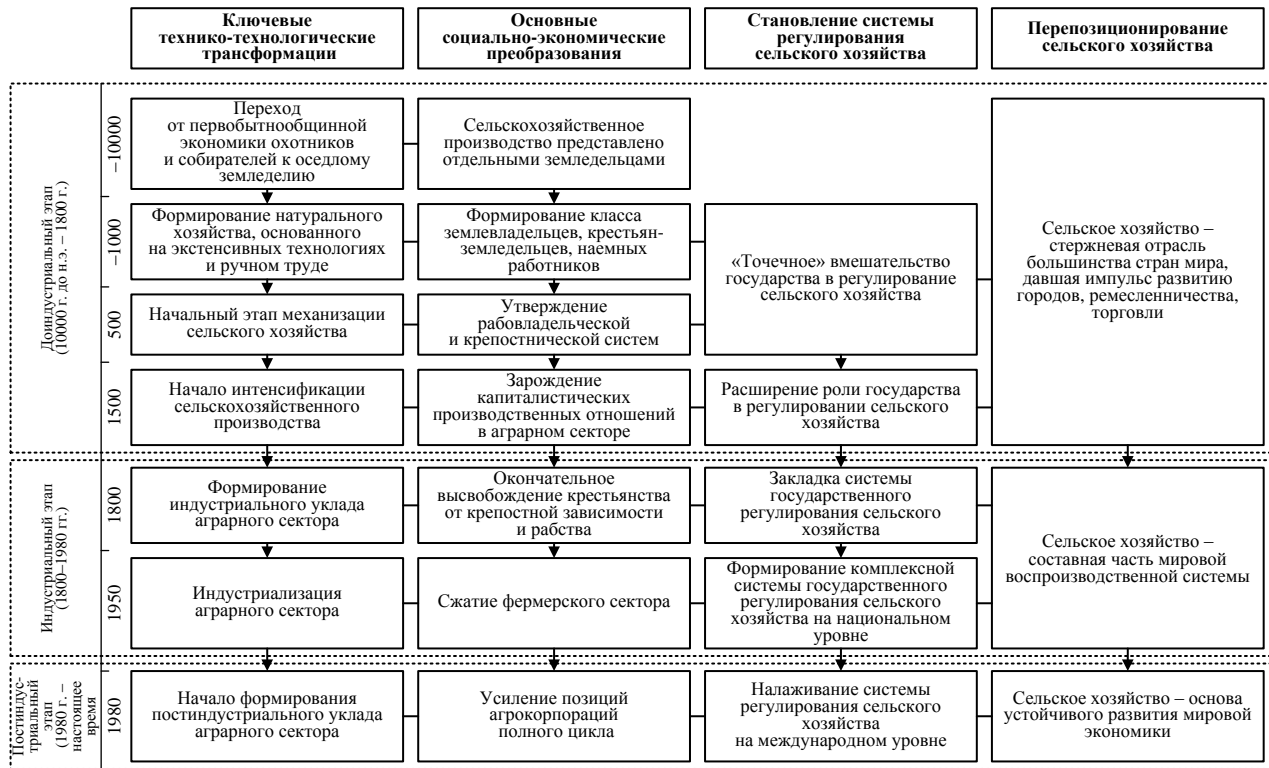 Ключевые
технико-технологические
трансформации
Основные
социально-экономические
преобразования
Становление системы
регулирования
сельского хозяйства
Перепозиционирование
сельского хозяйства
Доиндустриальный этап
(10000 г. до н.э. – 1800 г.)
–10000
Переход
от первобытнообщинной
экономики охотников
и собирателей к оседлому
земледелию
Сельскохозяйственное
производство представлено
отдельными земледельцами
–1000
Формирование натурального
хозяйства, основанного
на экстенсивных технологиях
и ручном труде
Формирование класса
землевладельцев, крестьян-
земледельцев, наемных
работников
«Точечное» вмешательство
государства в регулирование
сельского хозяйства
Сельское хозяйство –
стержневая отрасль
большинства стран мира,
давшая импульс развитию
городов, ремесленничества,
торговли
500
Начальный этап механизации
сельского хозяйства
Утверждение
рабовладельческой
и крепостнической систем
1500
Начало интенсификации
сельскохозяйственного
производства
Зарождение
капиталистических
производственных отношений
в аграрном секторе
Расширение роли государства
в регулировании сельского
хозяйства
Индустриальный этап
(1800–1980 гг.)
1800
Формирование
индустриального уклада
аграрного сектора
Окончательное
высвобождение крестьянства
от крепостной зависимости
и рабства
Закладка системы
государственного
регулирования сельского
хозяйства
Сельское хозяйство –
составная часть мировой
воспроизводственной системы
1950
Индустриализация
аграрного сектора
Сжатие фермерского сектора
Формирование комплексной
системы государственного
регулирования сельского
хозяйства на национальном
уровне
Постиндус-
триальный
этап
(1980 г. –
настоящее
время
1980
Начало формирования
постиндустриального уклада
аграрного сектора
Усиление позиций
агрокорпораций
полного цикла
Налаживание системы
регулирования сельского
хозяйства
на международном уровне
Сельское хозяйство – основа
устойчивого развития мировой
экономики